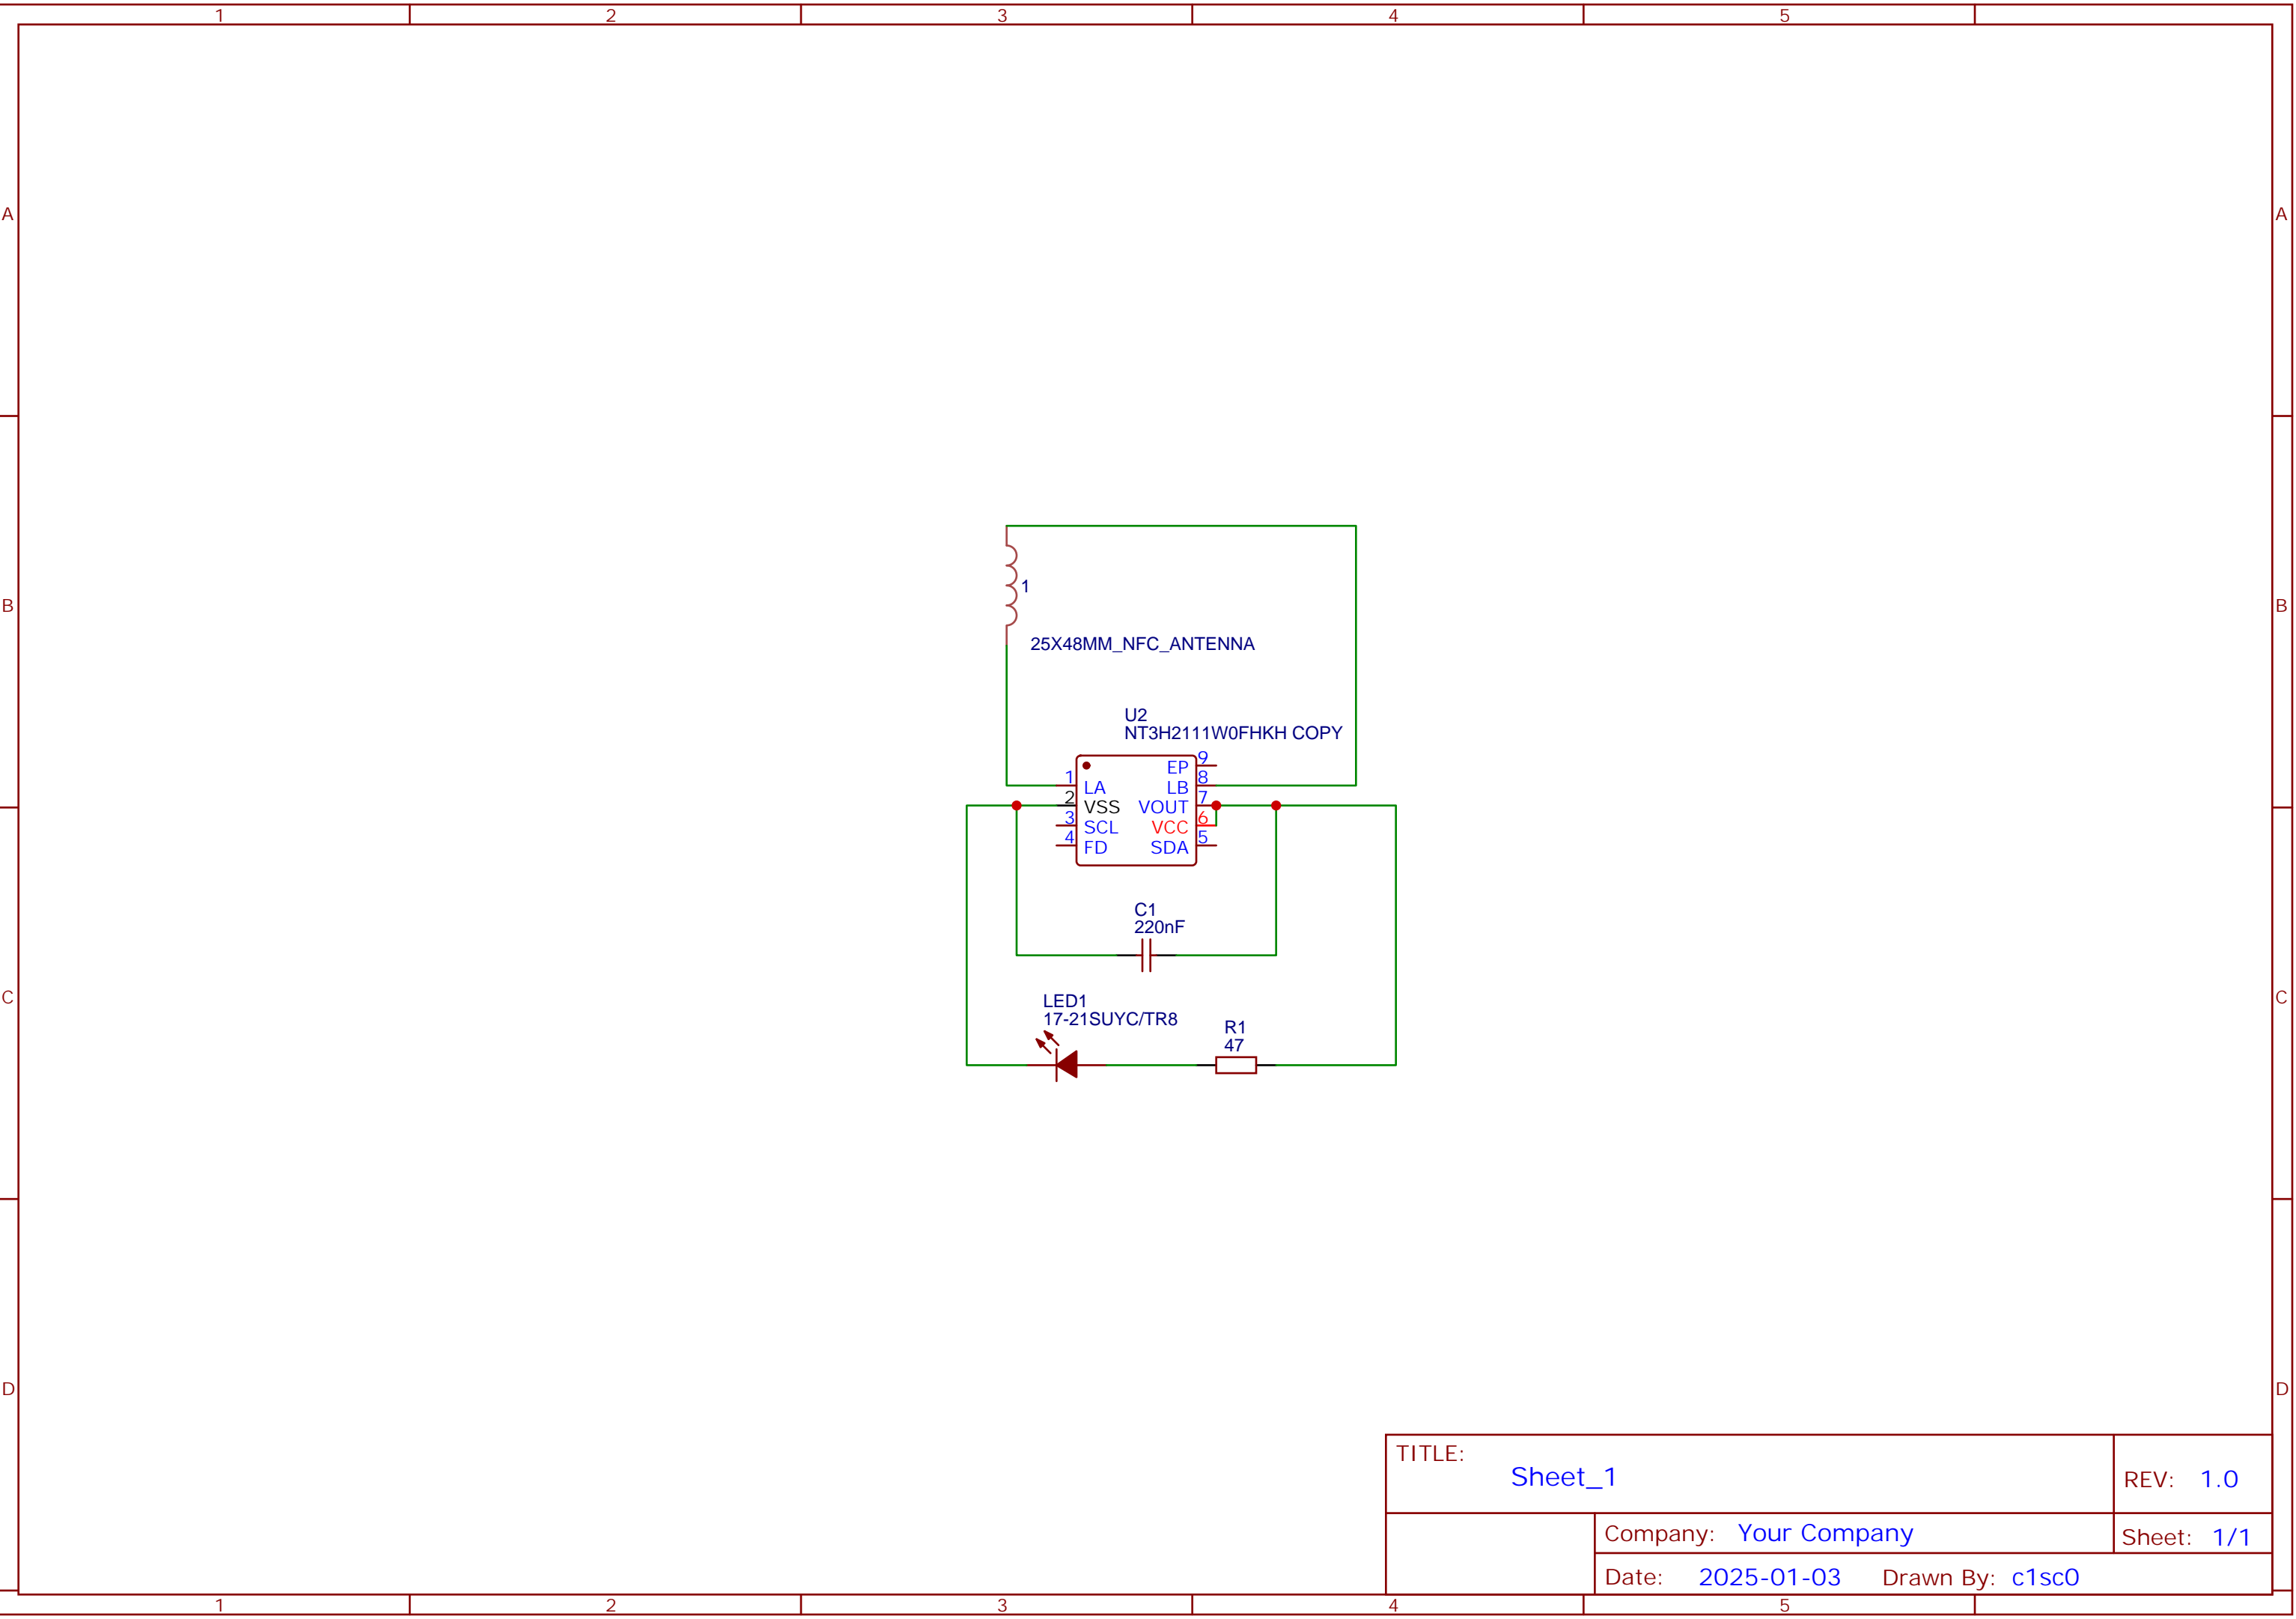 1 2 3 4 5
A A
B B
1
25X48MM_NFC_ANTENNA
U2
NT3H2111W0FHKH COPY
9
EP
1 8
LA LB
2 7
VSS VOUT
3 6
SCL VCC
4 5
FD SDA
C1
220nF
C C
LED1
17-21SUYC/TR8
R1
47
D D
TITLE:
Sheet_1
REV: 1.0
Company: Your Company
Sheet: 1/1
Date: 2025-01-03 Drawn By: c1sc0
1 2 3 4 5